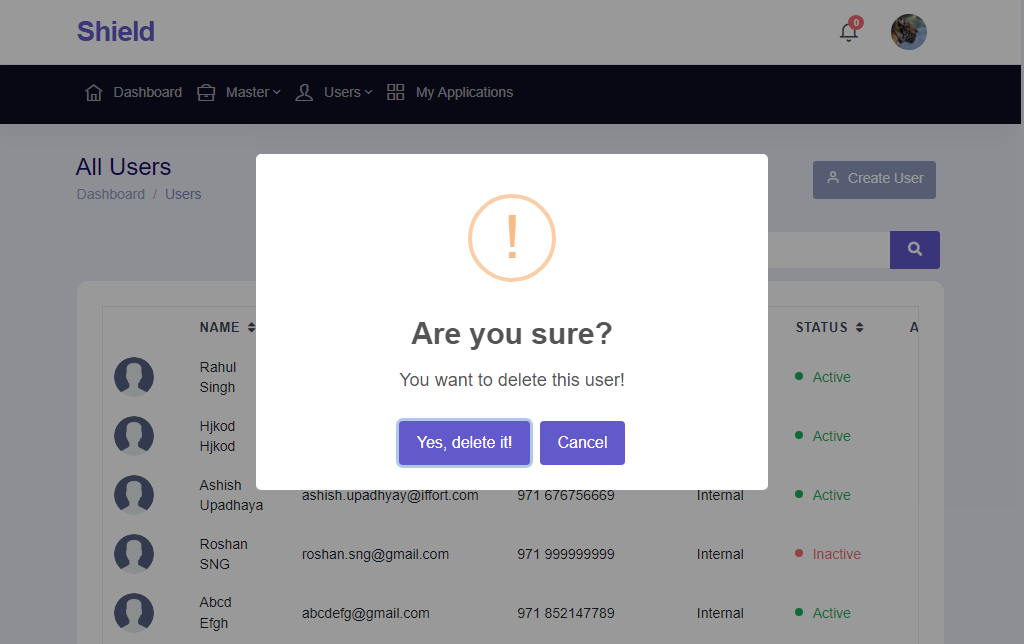 Shield
0
Dashboard Master Users My Applications
All Users
Dashboard / Users
Create User
!
Are you sure?
You want to delete this user!
Yes, delete it! Cancel
NAME STATUS A
Rahul
Singh
Active
Hjkod
Hjkod
Active
Ashish
Upadhaya
ashish.upadhyay@iffort.com 971 676756669 Internal Active
Roshan
SNG
roshan.sng@gmail.com 971 999999999 Internal Inactive
Abcd
Efgh
abcdefg@gmail.com 971 852147789 Internal Active